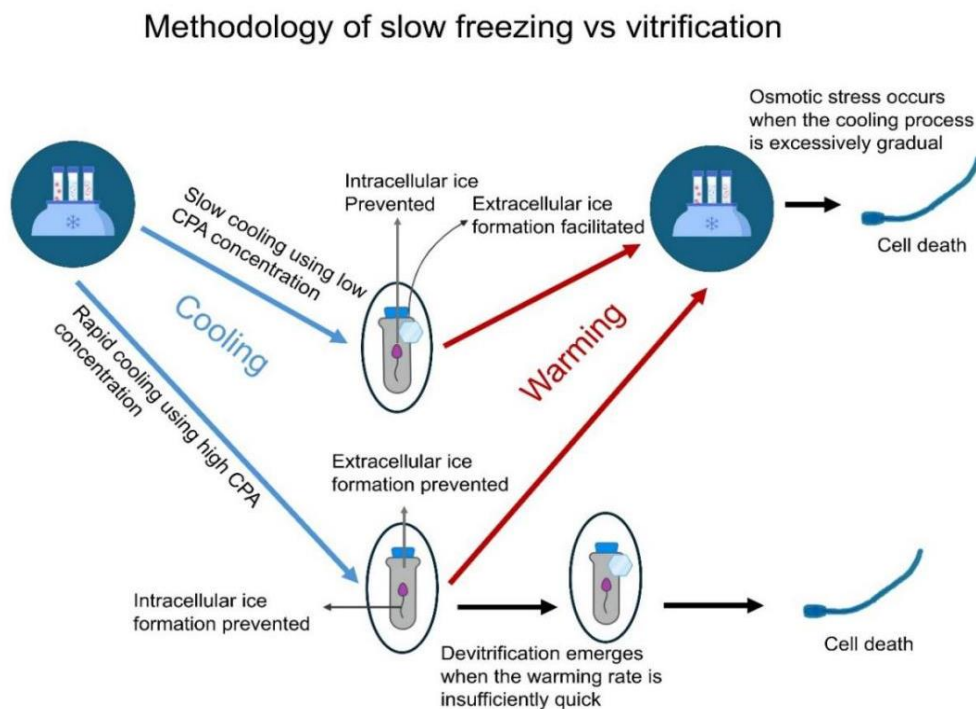 Methodology of slow freezing vs vitrification
Osmotic stress occurs
when the cooling process
is excessively gradual
Cell death
Intracellular ice
Prevented
Extracellular ice
formation facilitated
Slow cooling using low
CPA concentration
Cooling
Warming
Rapid cooling using high CPA
concentration
Extracellular ice
formation prevented
Intracellular ice
formation prevented
Devitrification emerges
when the warming rate is
insufficiently quick
Cell death